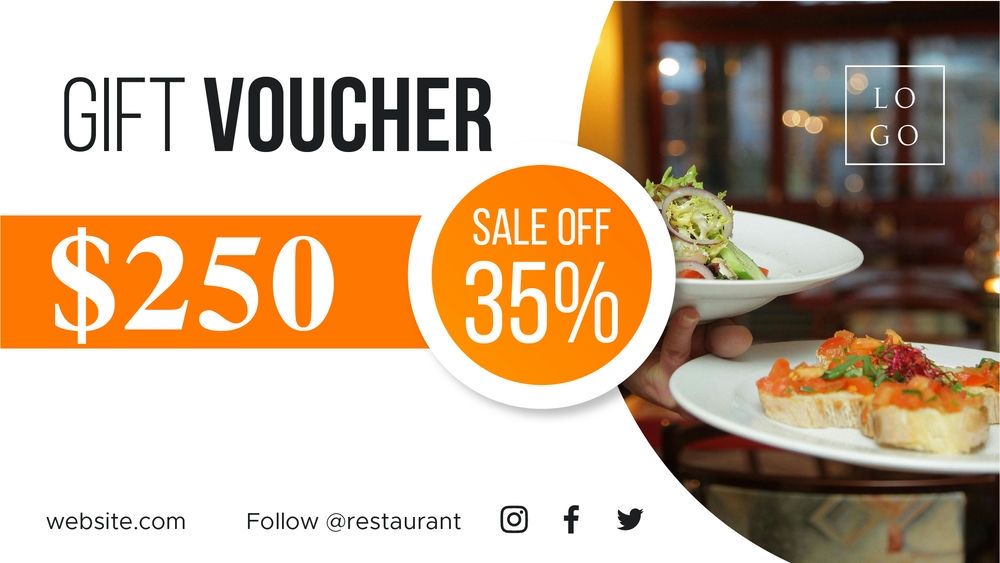 GIFT VOUCHER
$250
SALE OFF
35%
LO
GO
website.com
Follow @restaurant